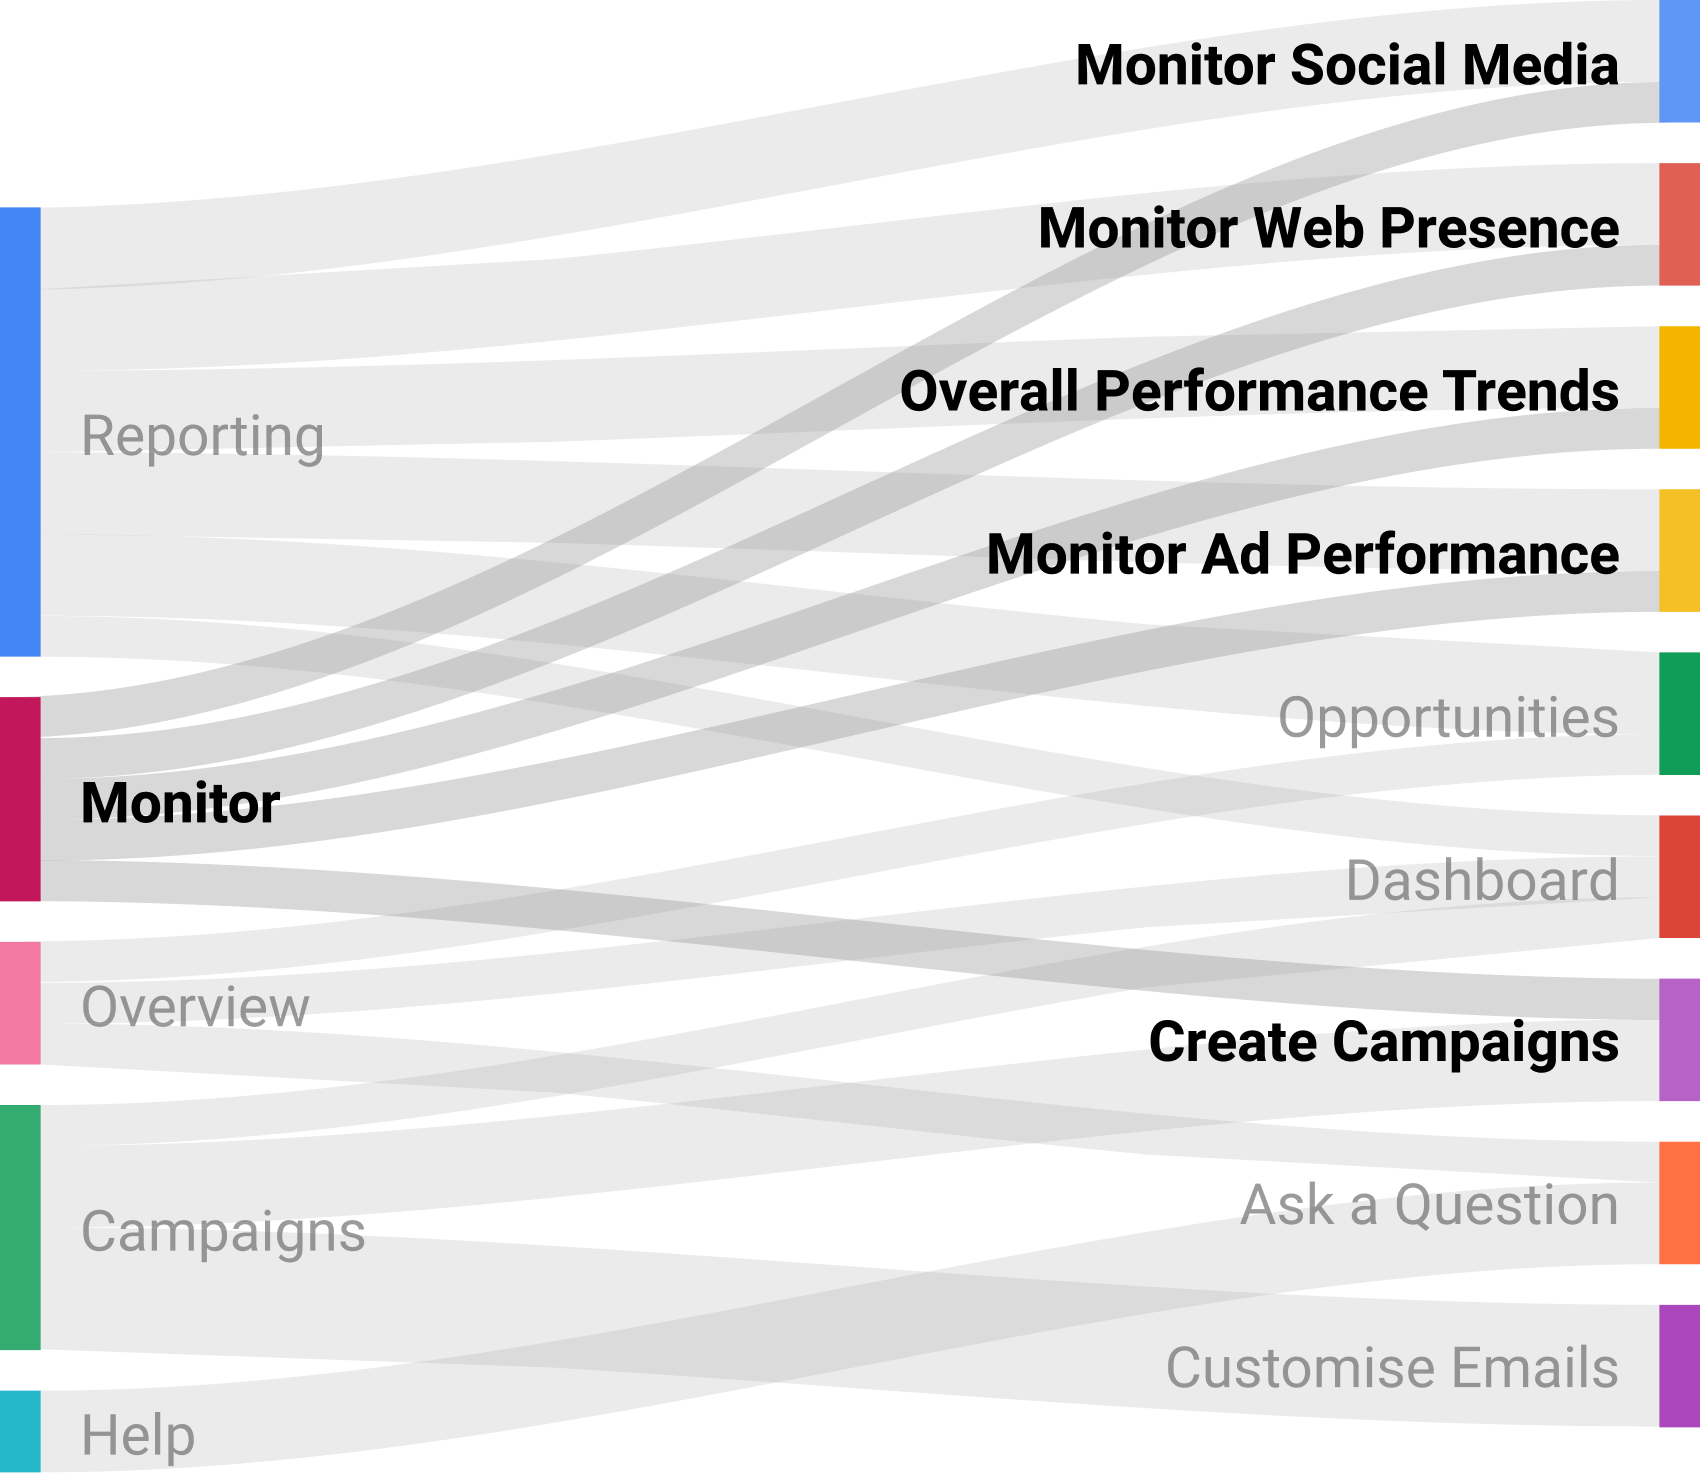 Monitor Social Media
Monitor Web Presence
Overall Performance Trends
Reporting
Monitor Ad Performance
Opportunities
Monitor
Dashboard
Overview
Create Campaigns
Ask a Question
Campaigns
Customise Emails
Help